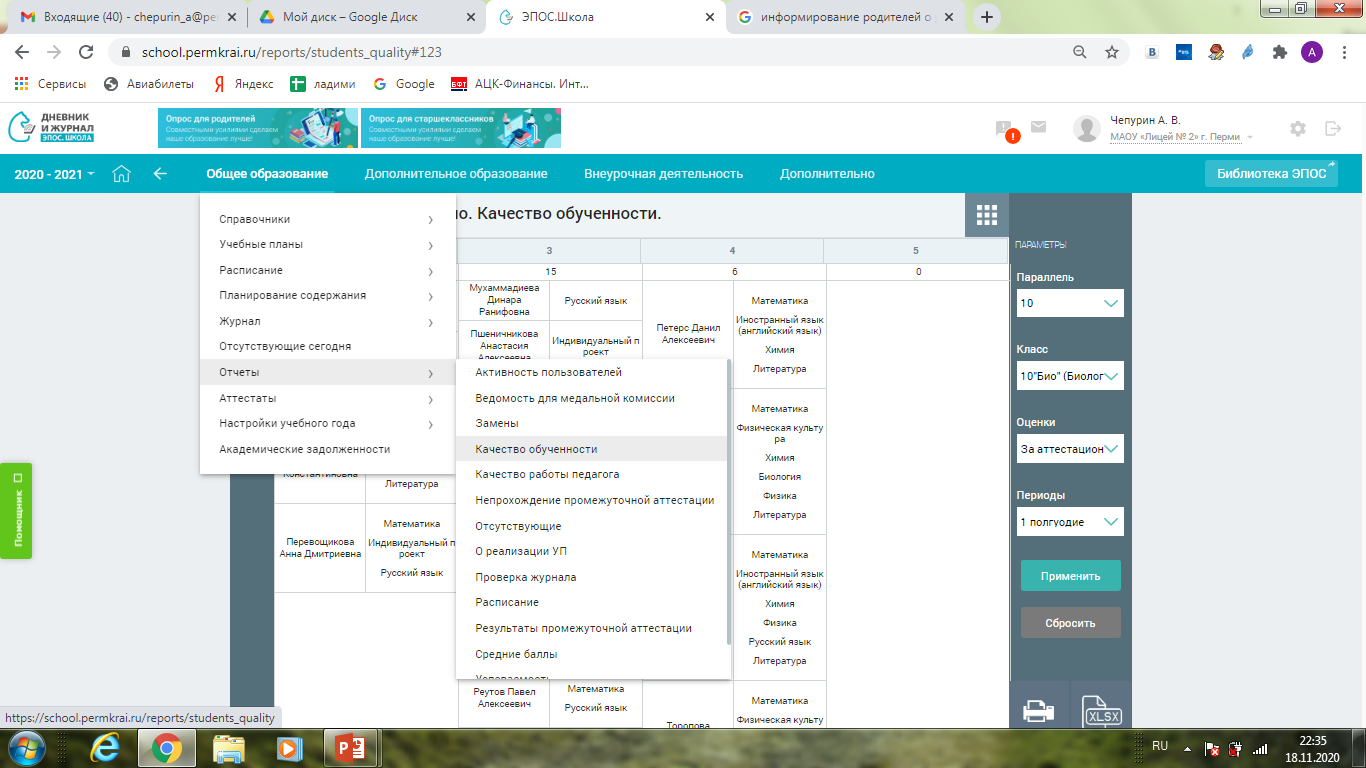 Входящие (40) - chepurin_a@pe
Мой диск – Google Диск
ЭПОС.Школа
информирование родителей о
school.permkrai.ru/reports/students_quality#123
Сервисы
Авиабилеты
Яндекс
ладими
Google
АЦК-Финансы. Инт...
ДНЕВНИК
И ЖУРНАЛ
ЭПОС.ШКОЛА
Опрос для родителей
Совместными усилиями сделаем
наше образование лучше!
Опрос для старшеклассников
Совместными усилиями сделаем
наше образование лучше!
Чепурин А. В.
МАОУ «Лицей № 2» г. Перми
2020 - 2021
Общее образование
Дополнительное образование
Внеурочная деятельность
Дополнительно
Библиотека ЭПОС
Справочники
Учебные планы
Расписание
Планирование содержания
Журнал
Отсутствующие сегодня
Отчеты
Аттестаты
Настройки учебного года
Академические задолженности
Активность пользователей
Ведомость для медальной комиссии
Замены
Качество обученности
Качество работы педагога
Непрохождение промежуточной аттестации
Отсутствующие
О реализации УП
Проверка журнала
Расписание
Результаты промежуточной аттестации
Средние баллы
Успеваемость
но. Качество обученности.
3
4
5
15
6
0
Мухаммадиева
Динара
Ранифовна
Русский язык
Пшеничникова
Анастасия
Алексеевна
Индивидуальный п
роект
Петерс Данил
Алексеевич
Математика
Иностранный язык
(английский язык)
Химия
Литература
Математика
Физическая культу
ра
Химия
Биология
Физика
Литература
Константиновна
Литература
Перевощикова
Анна Дмитриевна
Математика
Индивидуальный п
роект
Русский язык
Математика
Иностранный язык
(английский язык)
Химия
Физика
Русский язык
Литература
Реутов Павел
Алексеевич
Математика
Русский язык
Торопова
Математика
Физическая культу
ПАРАМЕТРЫ
Параллель
10
Класс
10"Био" (Биолог
Оценки
За аттестацион
Периоды
1 полугодие
Применить
Сбросить
XLSX
Помощник
https://school.permkrai.ru/reports/students_quality
RU
22:35
18.11.2020